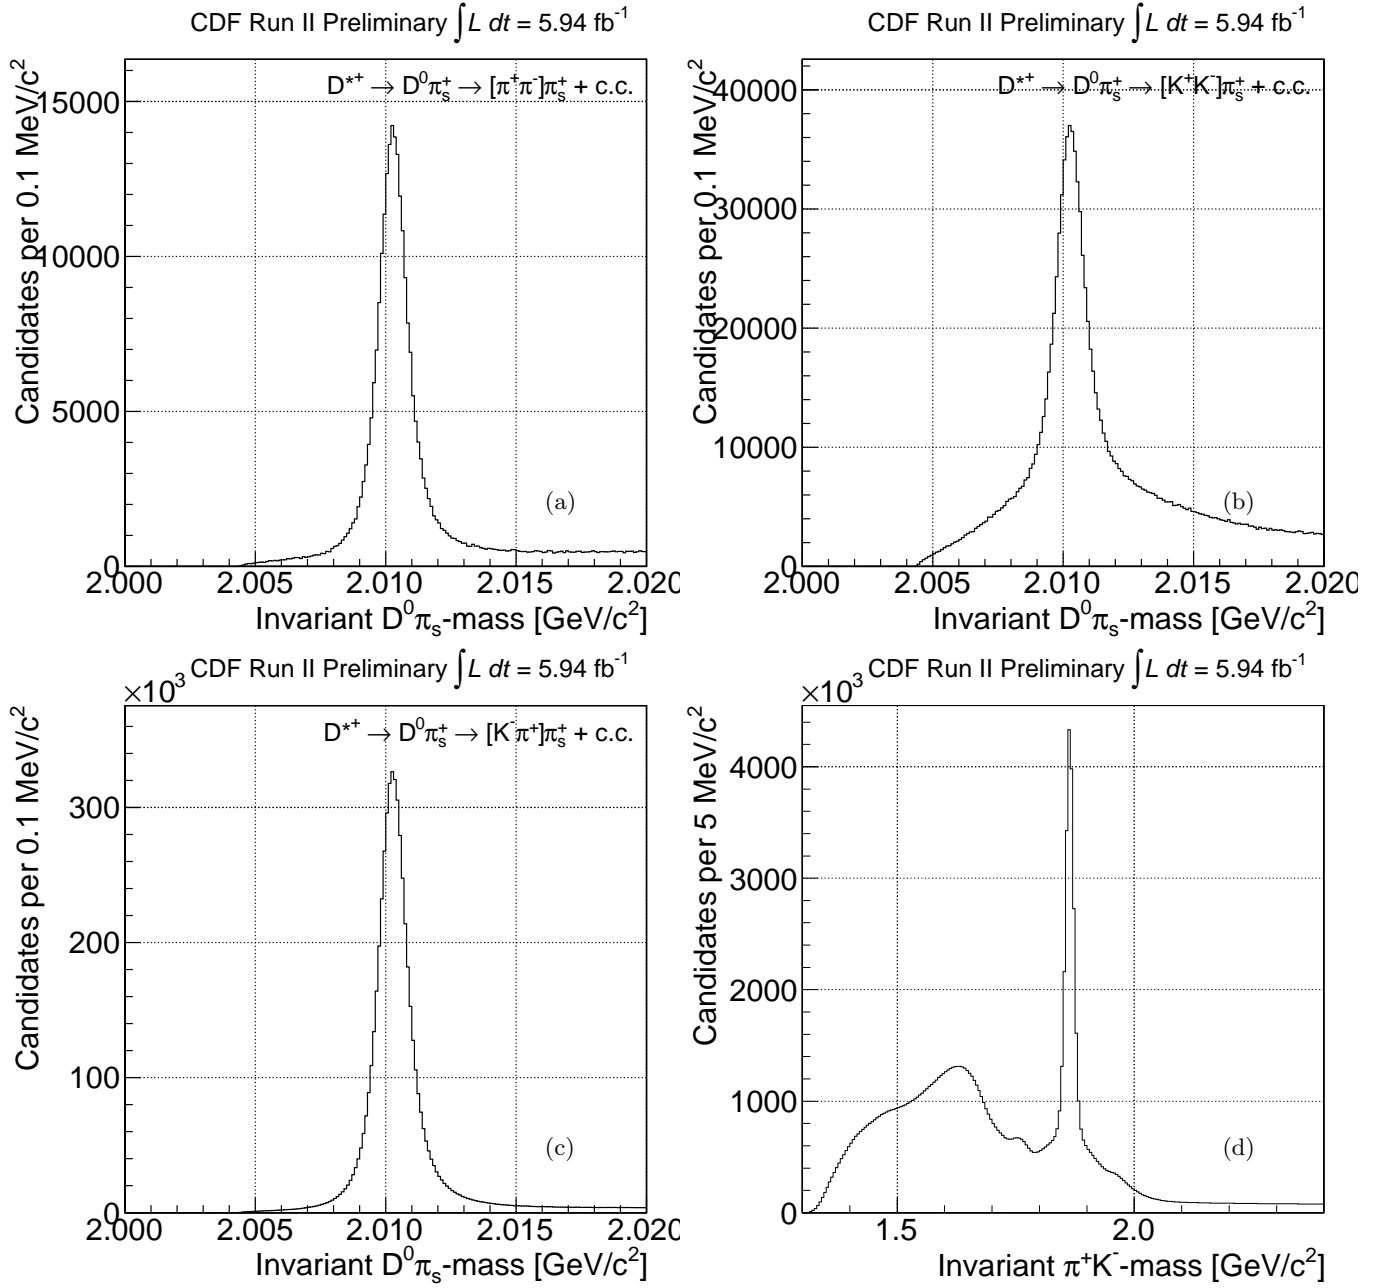 CDF Run II Preliminary ∫L dt = 5.94 fb⁻¹
Candidates per 0.1 MeV/c²
D*⁺ → D⁰πₛ⁺ → [π⁺π⁻]πₛ⁺ + c.c.
15000
10000
5000
0
(a)
2.000 2.005 2.010 2.015 2.020
Invariant D⁰πₛ-mass [GeV/c²]
CDF Run II Preliminary ∫L dt = 5.94 fb⁻¹
Candidates per 0.1 MeV/c²
D*⁺ → D⁰πₛ⁺ → [K⁺K⁻]πₛ⁺ + c.c.
40000
30000
20000
10000
0
(b)
2.000 2.005 2.010 2.015 2.020
Invariant D⁰πₛ-mass [GeV/c²]
×10³ CDF Run II Preliminary ∫L dt = 5.94 fb⁻¹
Candidates per 0.1 MeV/c²
D*⁺ → D⁰πₛ⁺ → [K⁻π⁺]πₛ⁺ + c.c.
300
200
100
0
(c)
2.000 2.005 2.010 2.015 2.020
Invariant D⁰πₛ-mass [GeV/c²]
×10³ CDF Run II Preliminary ∫L dt = 5.94 fb⁻¹
Candidates per 5 MeV/c²
4000
3000
2000
1000
0
(d)
1.5 2.0
Invariant π⁺K⁻-mass [GeV/c²]